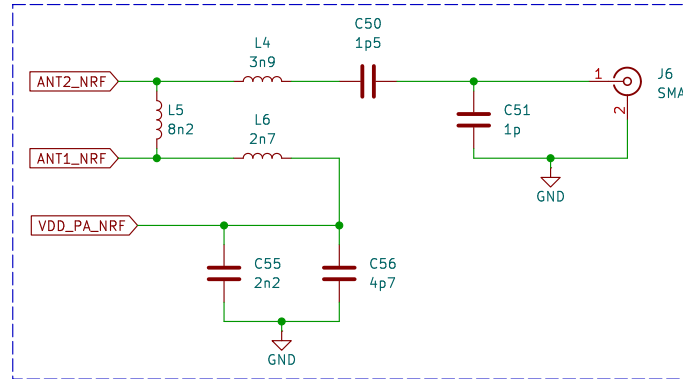 C50
1p5
L4
3n9
ANT2_NRF
1
J6
SMA
L5
8n2
C51
1p
2
L6
2n7
ANT1_NRF
GND
VDD_PA_NRF
C55
2n2
C56
4p7
GND